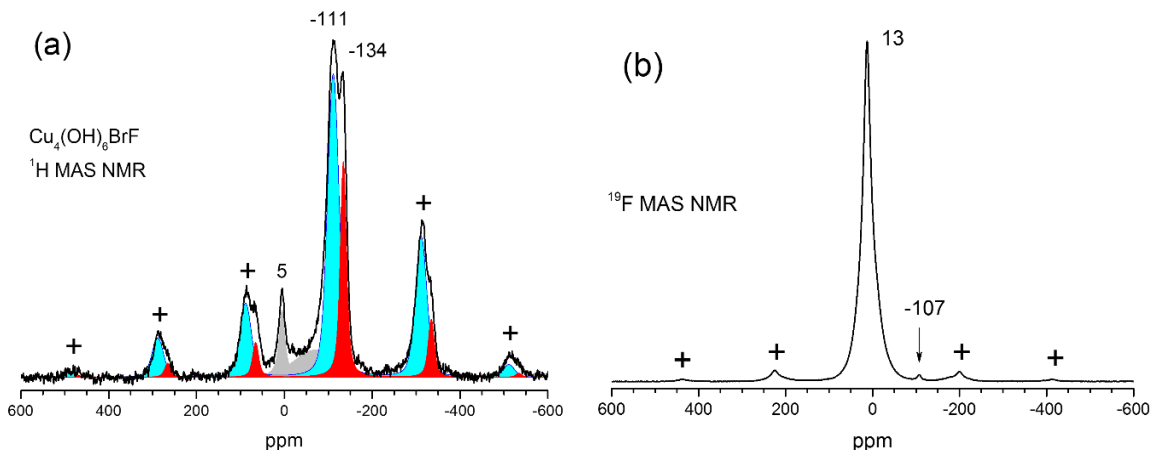 (a)
-111
-134
Cu₄(OH)₆BrF
¹H MAS NMR
+
+
+
5
+
+
600 400 200 0 -200 -400 -600
ppm
(b)
13
¹⁹F MAS NMR
-107
+
+
+
+
600 400 200 0 -200 -400 -600
ppm